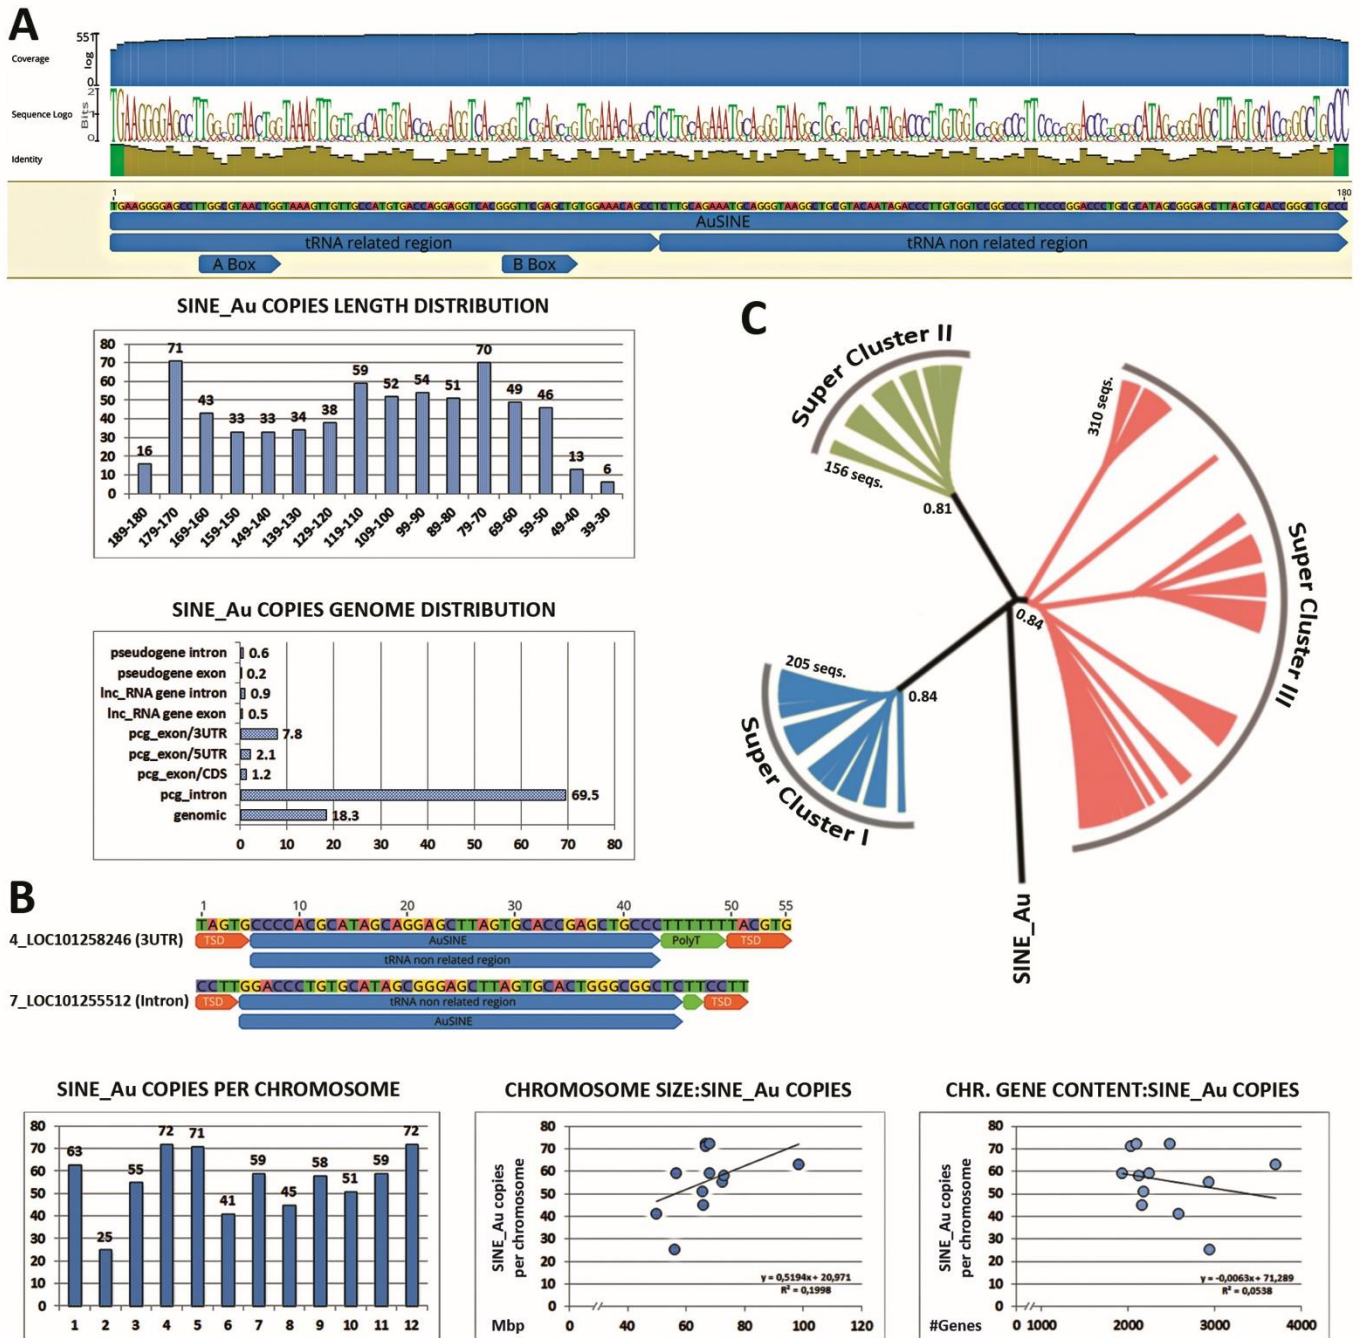 A
551
log
0
Coverage
2
1
0
Bits
Sequence Logo
Identity
1
180
AuSINE
tRNA related region
tRNA non related region
A Box
B Box
SINE_Au COPIES LENGTH DISTRIBUTION
80
70
60
50
40
30
20
10
0
16
71
43
33
33
34
38
59
52
54
51
70
49
46
13
6
189-180
179-170
169-160
159-150
149-140
139-130
129-120
119-110
109-100
99-90
89-80
79-70
69-60
59-50
49-40
39-30
SINE_Au COPIES GENOME DISTRIBUTION
pseudogene intron 0.6
pseudogene exon 0.2
lnc_RNA gene intron 0.9
lnc_RNA gene exon 0.5
pcg_exon/3UTR 7.8
pcg_exon/5UTR 2.1
pcg_exon/CDS 1.2
pcg_intron 69.5
genomic 18.3
0 10 20 30 40 50 60 70 80
C
Super Cluster II
156 seqs.
0.81
310 seqs.
Super Cluster III
0.84
205 seqs.
0.84
Super Cluster I
SINE_Au
B
1 10 20 30 40 50 55
TAGTGCCCCACGCATAGCAGGAGCTTAGTGCACCGAGCTGCCCTTTTTTTACGTG
4_LOC101258246 (3UTR)
TSD AuSINE PolyT TSD
tRNA non related region
CCTTGGACCCTGTGCATAGCGGGAGCTTAGTGCACTGGGCGGCTCTTCCTT
7_LOC101255512 (Intron)
TSD tRNA non related region TSD
AuSINE
SINE_Au COPIES PER CHROMOSOME
80
70
60
50
40
30
20
10
0
63
25
55
72
71
41
59
45
58
51
59
72
1 2 3 4 5 6 7 8 9 10 11 12
CHROMOSOME SIZE:SINE_Au COPIES
SINE_Au copies
per chromosome
80
70
60
50
40
30
20
10
0
y = 0,5194x + 20,971
R² = 0,1998
Mbp 0 40 60 80 100 120
CHR. GENE CONTENT:SINE_Au COPIES
SINE_Au copies
per chromosome
80
70
60
50
40
30
20
10
0
y = -0,0063x + 71,289
R² = 0,0538
#Genes 0 1000 2000 3000 4000